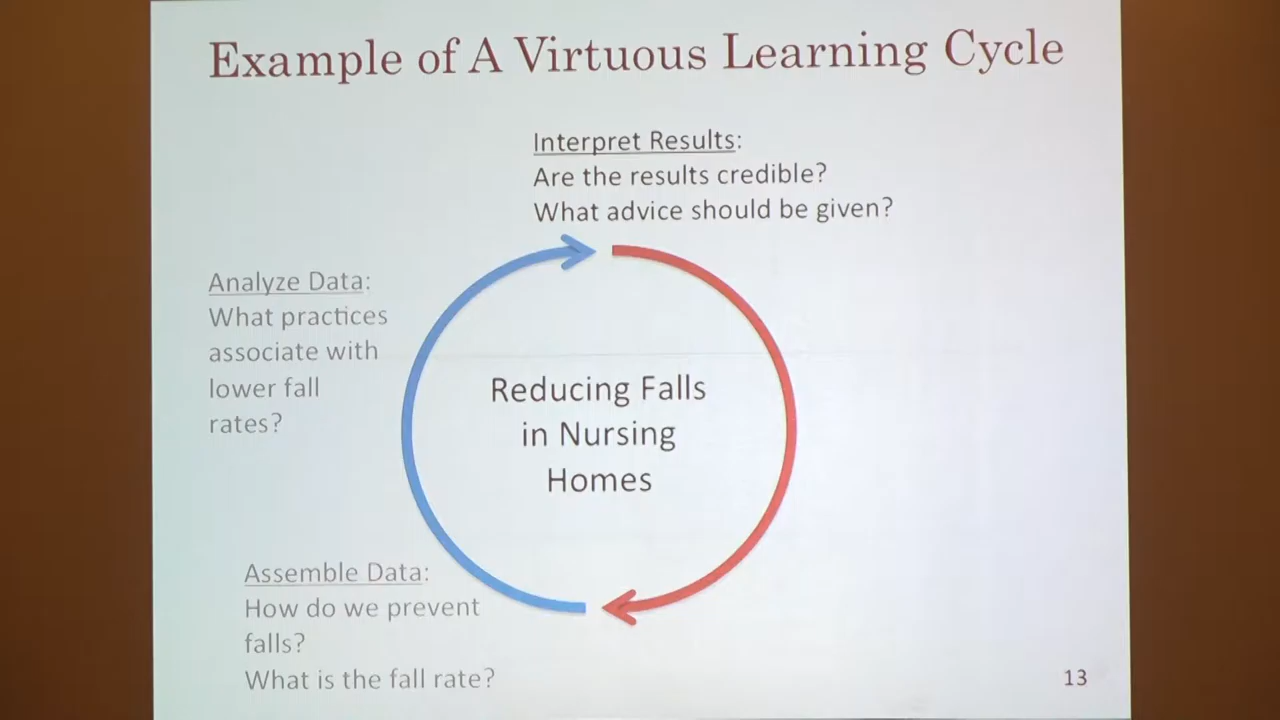 Example of A Virtuous Learning Cycle
Interpret Results:
Are the results credible?
What advice should be given?
Analyze Data:
What practices
associate with
lower fall
rates?
Reducing Falls
in Nursing
Homes
Assemble Data:
How do we prevent
falls?
What is the fall rate?
13